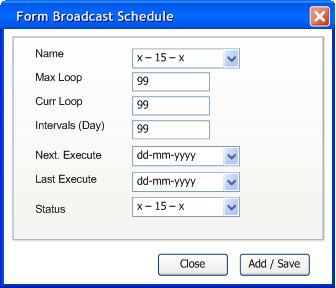 Form Broadcast Schedule
Name x – 15 – x
Max Loop 99
Curr Loop 99
Intervals (Day) 99
Next. Execute dd-mm-yyyy
Last Execute dd-mm-yyyy
Status x – 15 – x
Close Add / Save